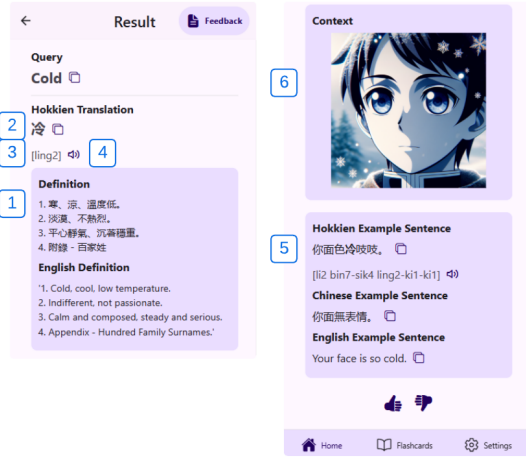 Result
Feedback
Query
Cold
Hokkien Translation
2
冷
3
[ling2]
4
1
Definition
1. 寒、涼、溫度低。
2. 淡漠、不熱烈。
3. 平心靜氣、沉著穩重。
4. 附錄 - 百家姓
English Definition
'1. Cold, cool, low temperature.
2. Indifferent, not passionate.
3. Calm and composed, steady and serious.
4. Appendix - Hundred Family Surnames.'
Context
6
Hokkien Example Sentence
5
你面色冷吱吱。
[li2 bin7-sik4 ling2-ki1-ki1]
Chinese Example Sentence
你面無表情。
English Example Sentence
Your face is so cold.
Home
Flashcards
Settings